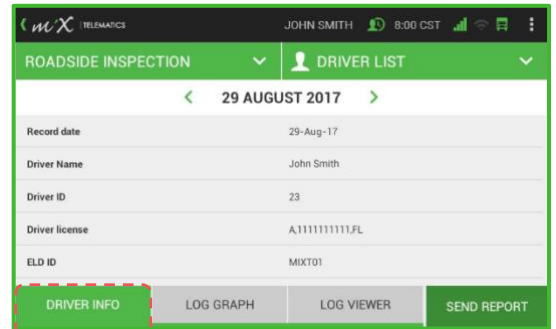 MiX TELEMATICS JOHN SMITH 8:00 CST
ROADSIDE INSPECTION DRIVER LIST
29 AUGUST 2017
Record date 29-Aug-17
Driver Name John Smith
Driver ID 23
Driver license A,1111111111,FL
ELD ID MIXT01
DRIVER INFO LOG GRAPH LOG VIEWER SEND REPORT